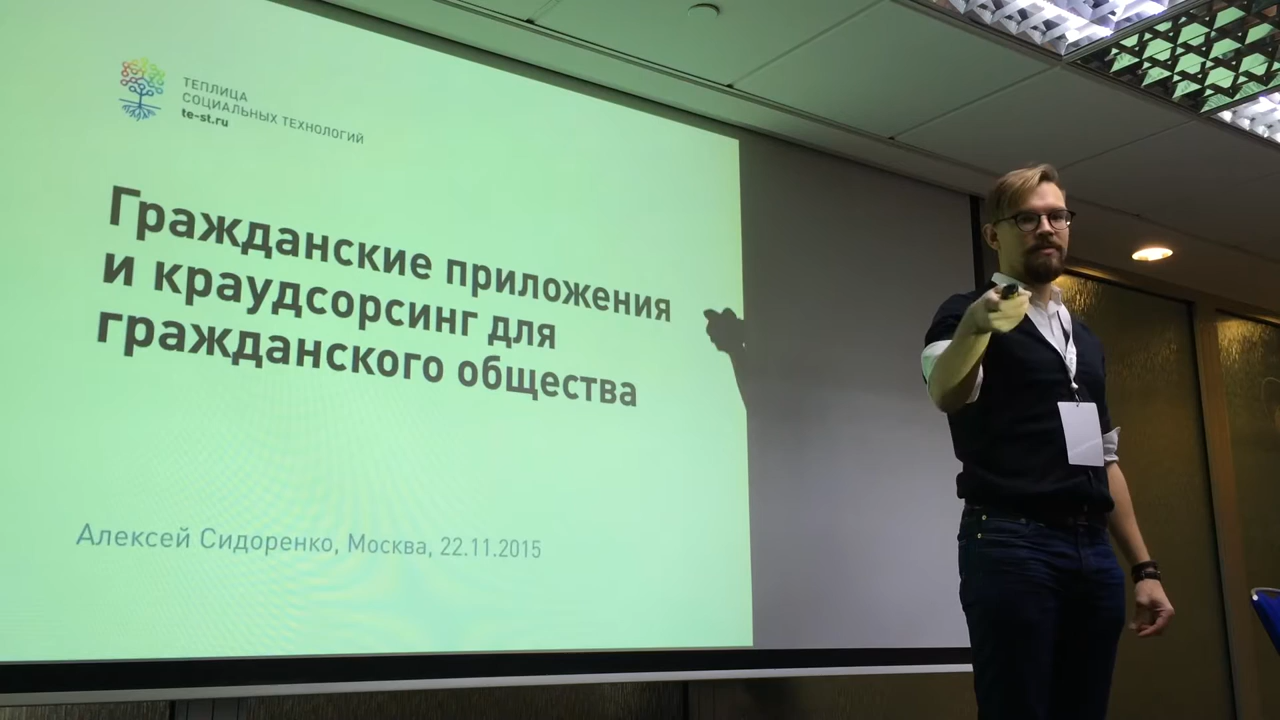 ТЕПЛИЦА
СОЦИАЛЬНЫХ ТЕХНОЛОГИЙ
te-st.ru
Гражданские приложения
и краудсорсинг для
гражданского общества
Алексей Сидоренко, Москва, 22.11.2015